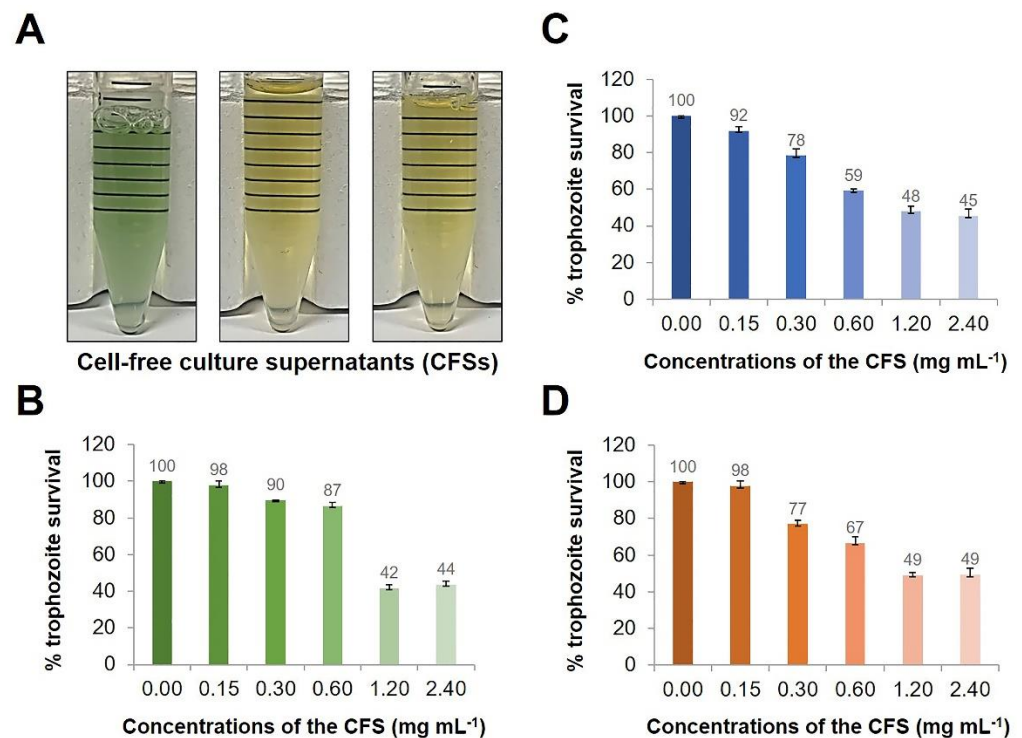 A
Cell-free culture supernatants (CFSs)
B
% trophozoite survival
120
100
80
60
40
20
0
100
98
90
87
42
44
0.00 0.15 0.30 0.60 1.20 2.40
Concentrations of the CFS (mg mL⁻¹)
C
% trophozoite survival
120
100
80
60
40
20
0
100
92
78
59
48
45
0.00 0.15 0.30 0.60 1.20 2.40
Concentrations of the CFS (mg mL⁻¹)
D
% trophozoite survival
120
100
80
60
40
20
0
100
98
77
67
49
49
0.00 0.15 0.30 0.60 1.20 2.40
Concentrations of the CFS (mg mL⁻¹)